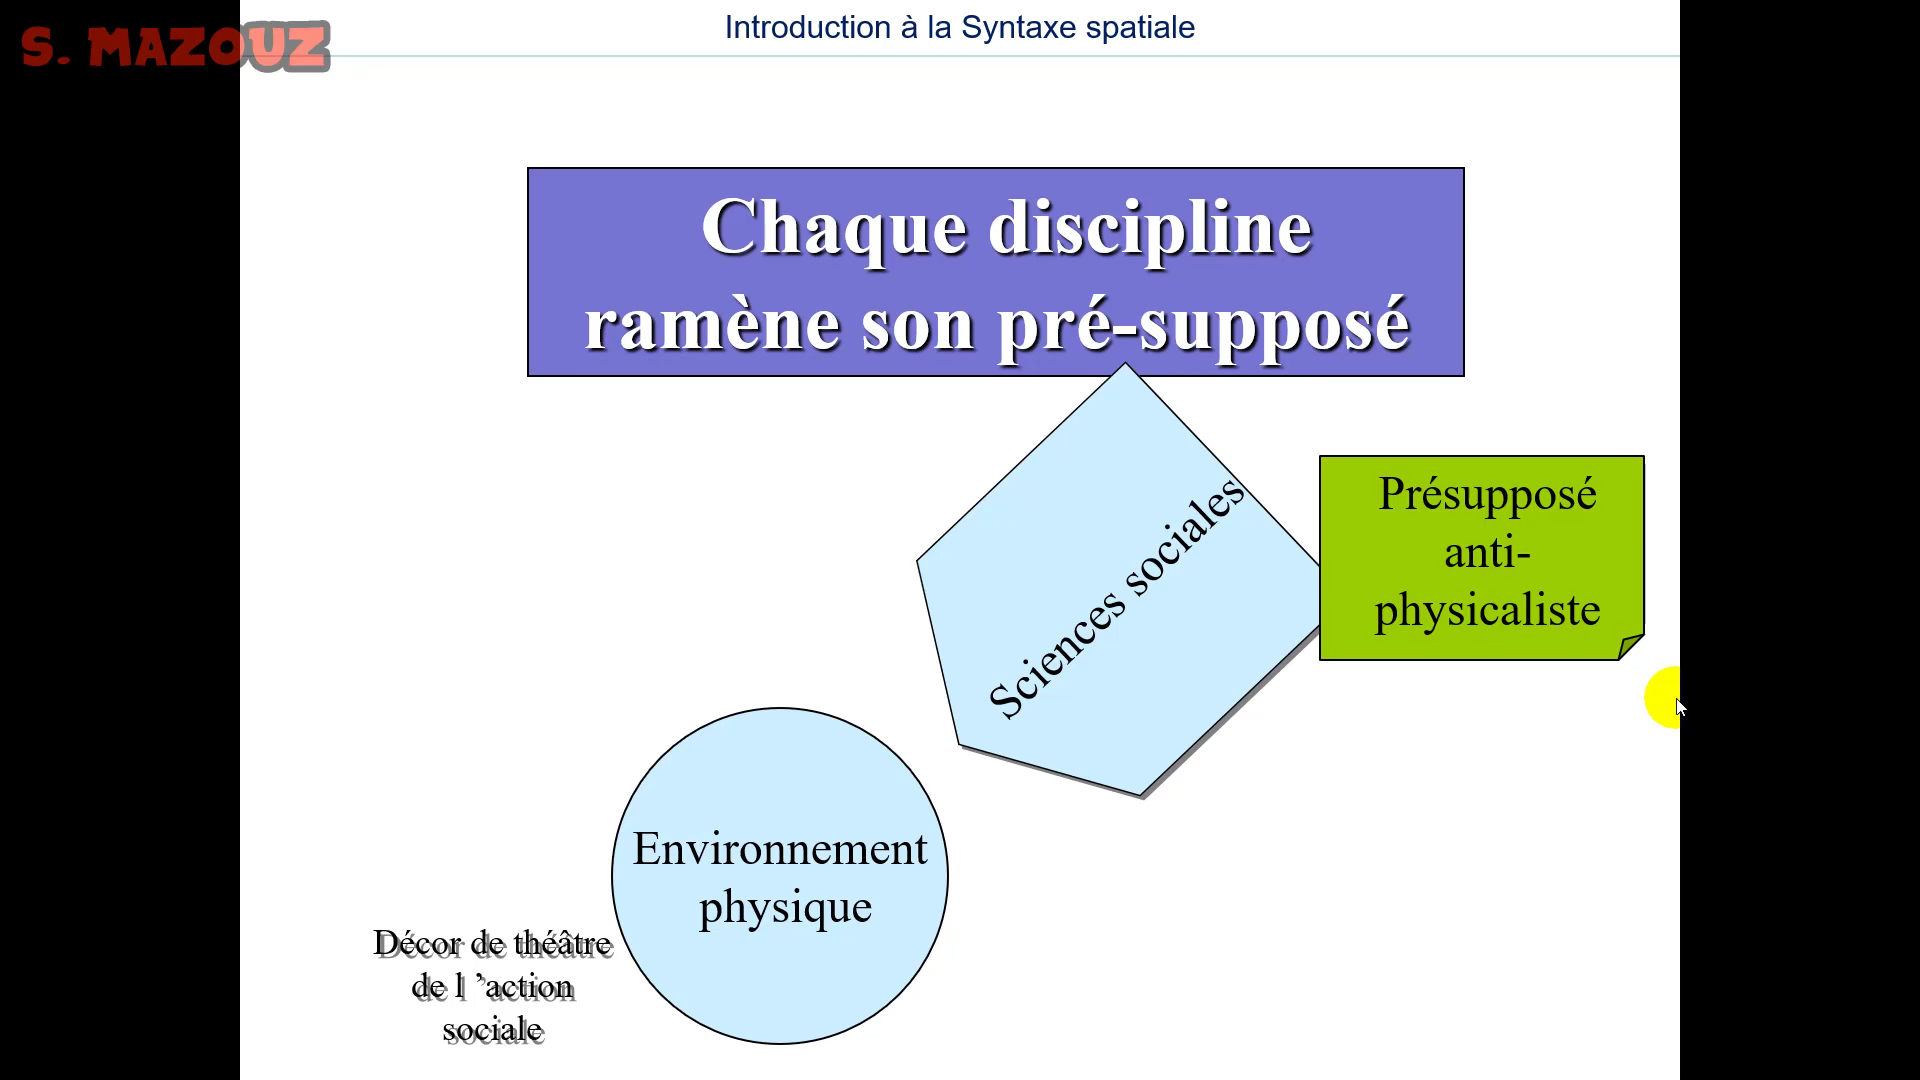 S. MAZOUZ
Introduction à la Syntaxe spatiale
Chaque discipline
ramène son pré-supposé
Sciences sociales
Présupposé
anti-
physicaliste
Environnement
physique
Décor de théâtre
de l ’action
sociale